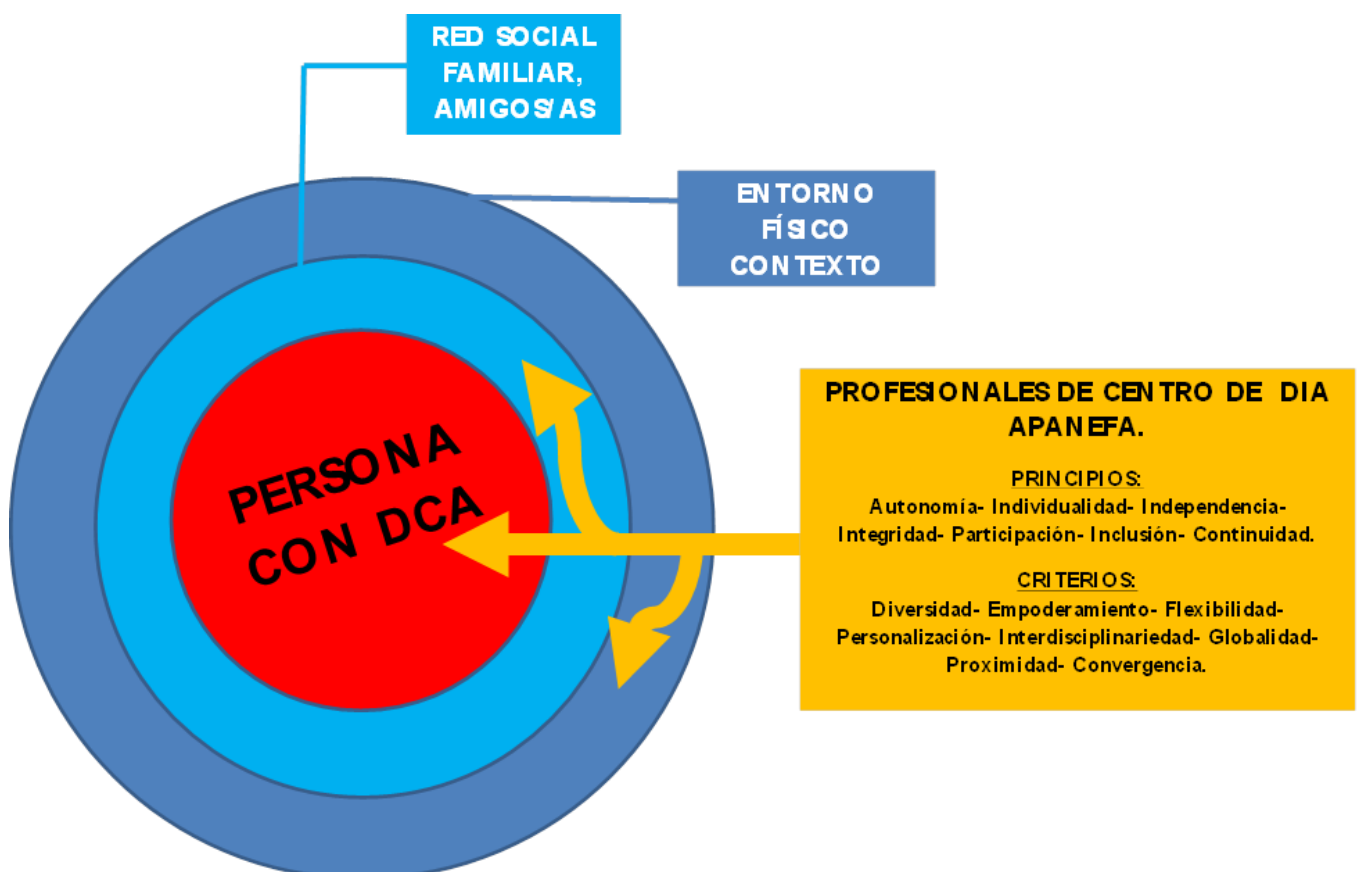 RED SOCIAL
FAMILIAR,
AMIGOS/AS
ENTORNO
FÍSICO
CONTEXTO
PERSONA
CON DCA
PROFESIONALES DE CENTRO DE DIA
APANEFA.
PRINCIPIOS:
Autonomía- Individualidad- Independencia-
Integridad- Participación- Inclusión- Continuidad.
CRITERIOS:
Diversidad- Empoderamiento- Flexibilidad-
Personalización- Interdisciplinariedad- Globalidad-
Proximidad- Convergencia.